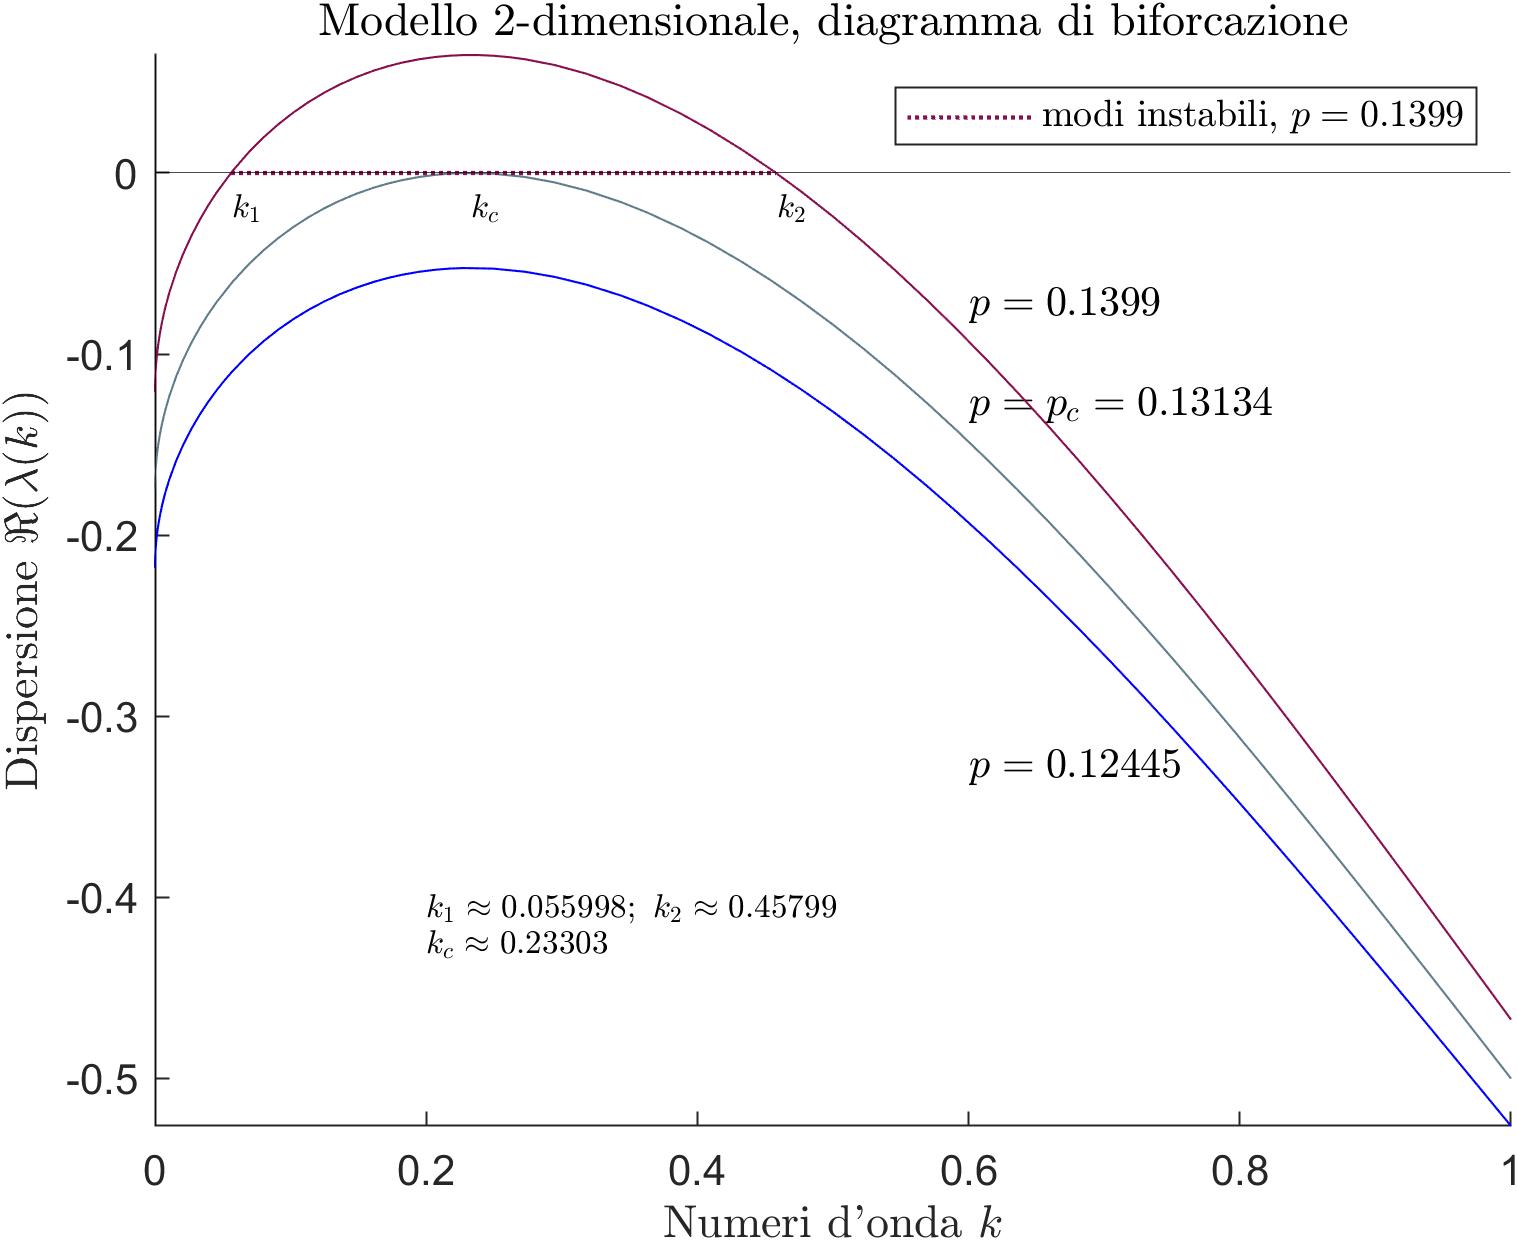 Modello 2-dimensionale, diagramma di biforcazione
modi instabili, p = 0.1399
0
k₁
k_c
k₂
p = 0.1399
-0.1
p = p_c = 0.13134
Dispersione ℜ(λ(k))
-0.2
-0.3
p = 0.12445
-0.4
k₁ ≈ 0.055998; k₂ ≈ 0.45799
k_c ≈ 0.23303
-0.5
0 0.2 0.4 0.6 0.8 1
Numeri d'onda k